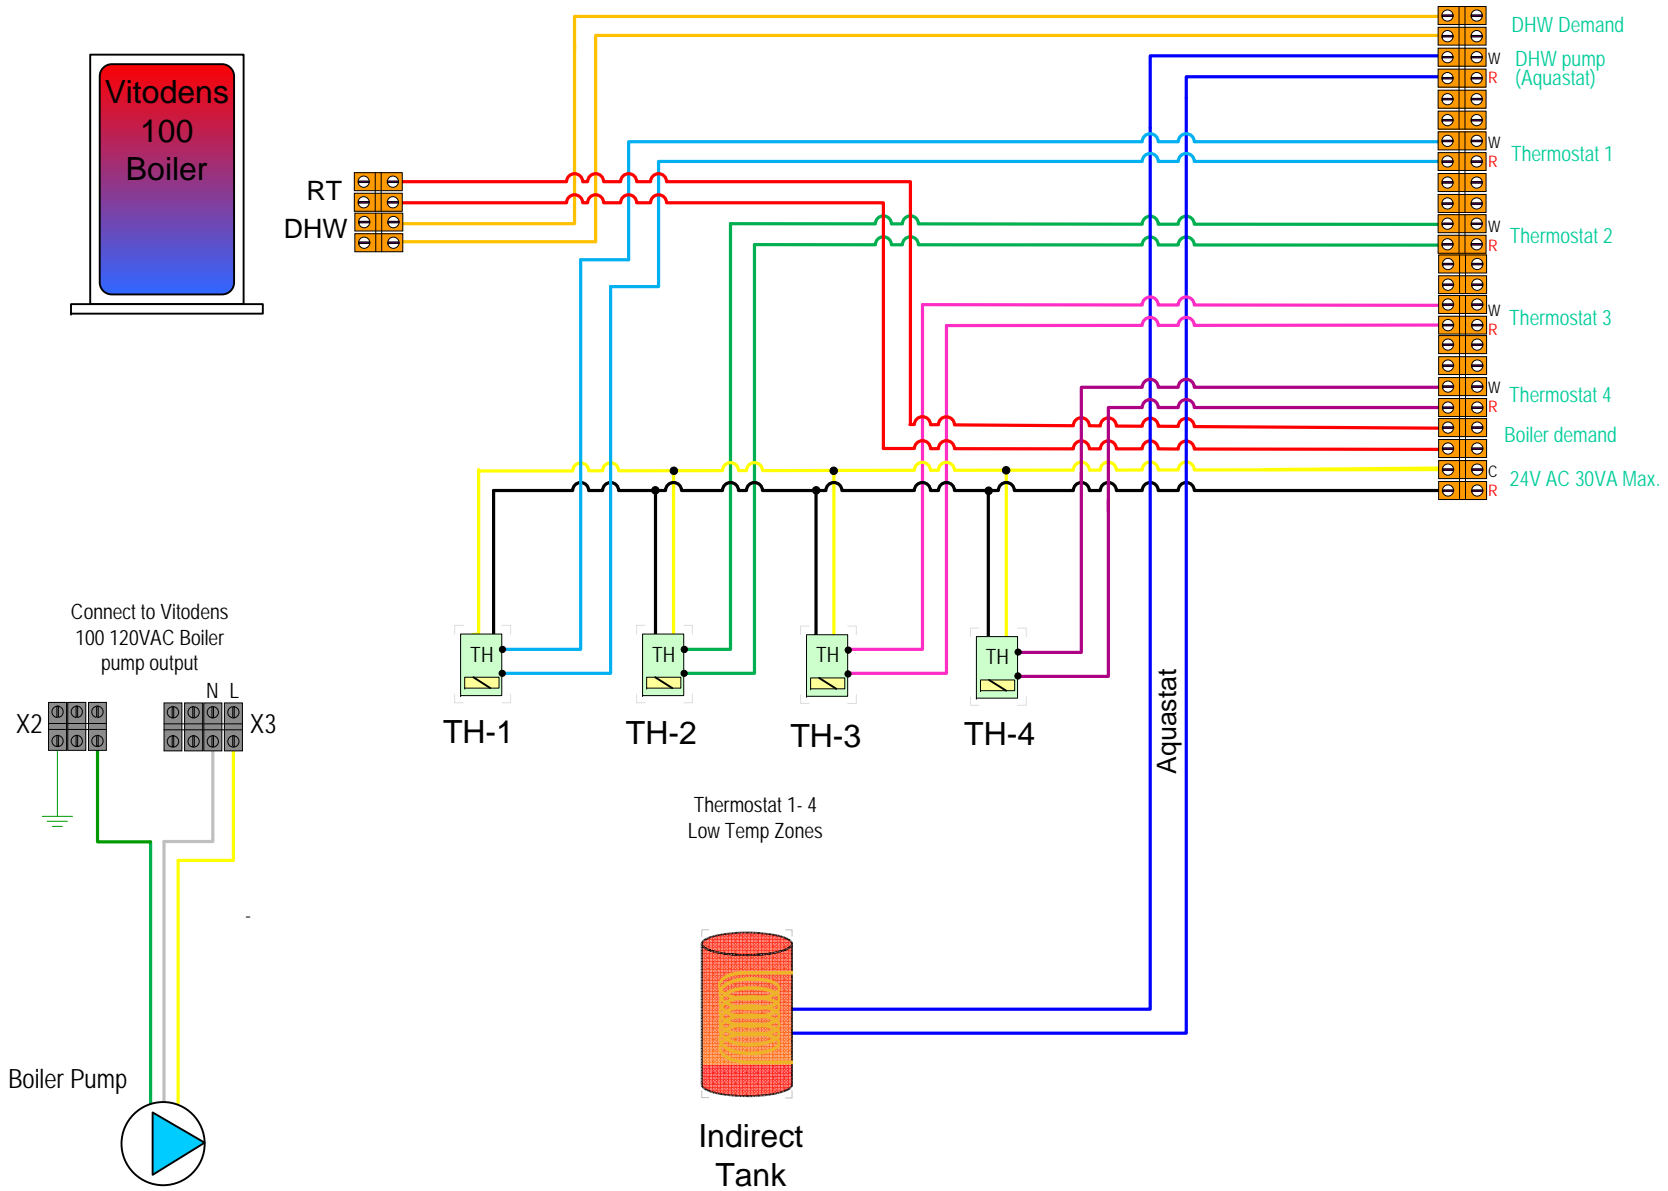 Vitodens
100
Boiler
RT
DHW
DHW Demand
W
DHW pump
R
(Aquastat)
W
Thermostat 1
R
W
Thermostat 2
R
W
Thermostat 3
R
W
Thermostat 4
R
Boiler demand
C
24V AC 30VA Max.
R
Connect to Vitodens
100 120VAC Boiler
pump output
N L
X2
X3
TH
TH
TH
TH
TH-1
TH-2
TH-3
TH-4
Aquastat
Thermostat 1- 4
Low Temp Zones
-
Boiler Pump
Indirect
Tank